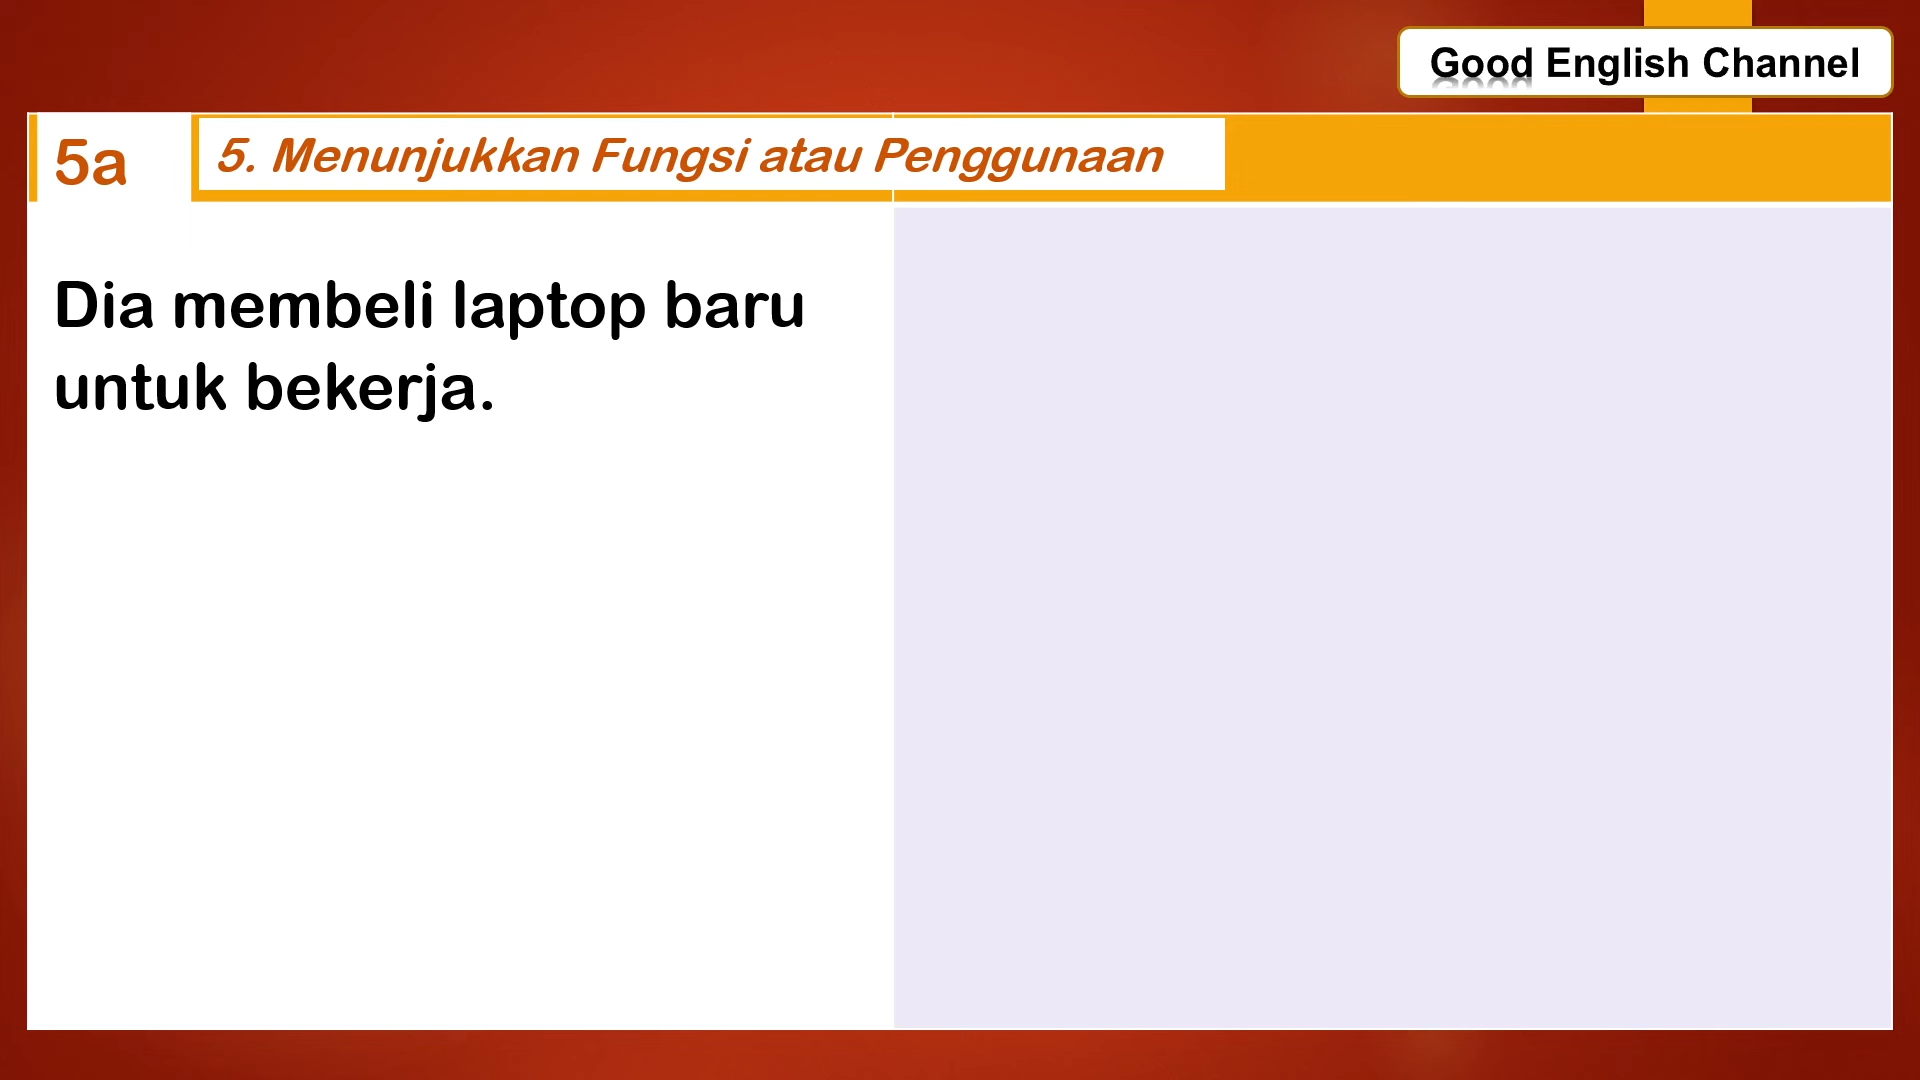 Good English Channel
5a
5. Menunjukkan Fungsi atau Penggunaan
Dia membeli laptop baru
untuk bekerja.